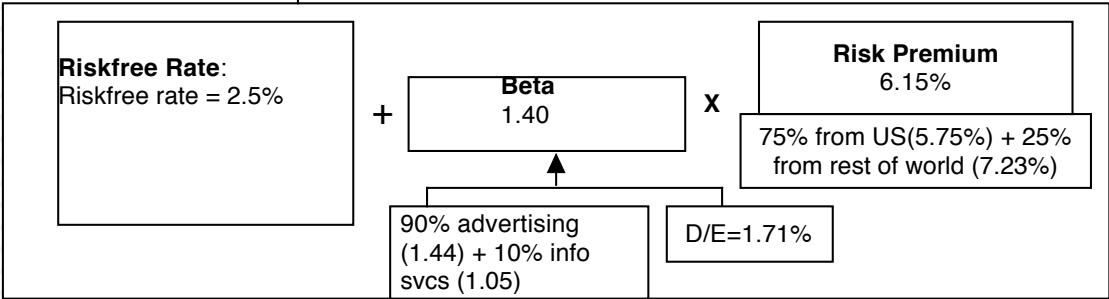 Riskfree Rate:
Riskfree rate = 2.5%
+
Beta
1.40
X
Risk Premium
6.15%
75% from US(5.75%) + 25%
from rest of world (7.23%)
90% advertising
(1.44) + 10% info
svcs (1.05)
D/E=1.71%